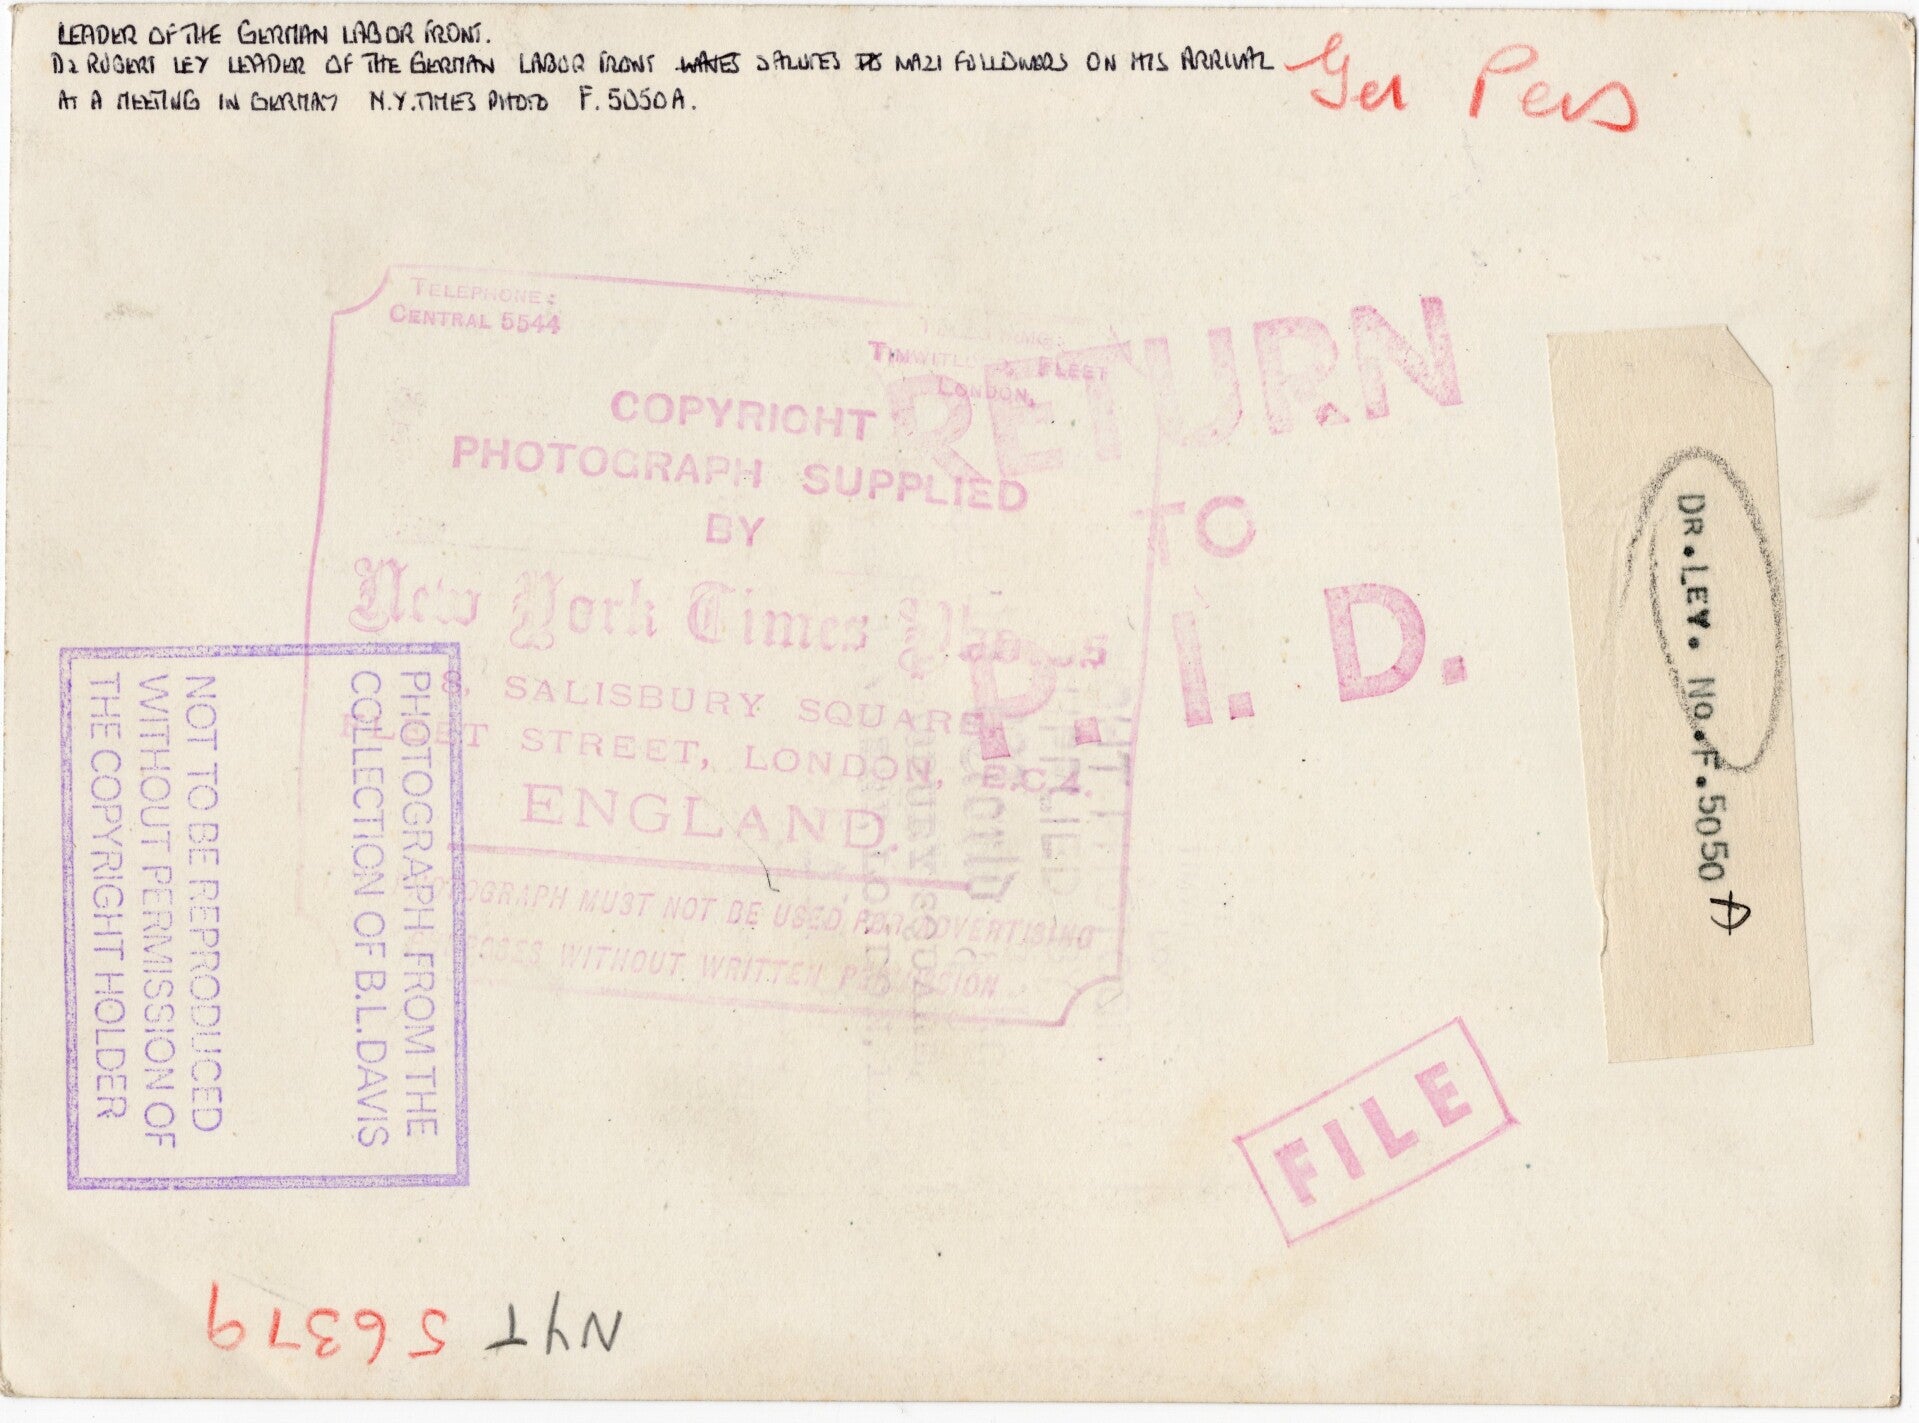 LEADER OF THE GERMAN LABOR FRONT.
Dr ROBERT LEY LEADER OF THE GERMAN LABOR FRONT WAVES SALUTES TO NAZI FOLLOWERS ON HIS ARRIVAL
AT A MEETING IN GERMANY N.Y.TIMES PHOTO F. 5050A.
Ger Pers
TELEPHONE:
CENTRAL 5544
FLEET
LONDON.
COPYRIGHT
PHOTOGRAPH SUPPLIED
BY
New York Times Photos
8, SALISBURY SQUARE,
FLEET STREET, LONDON, E.C.4.
ENGLAND.
PHOTOGRAPH MUST NOT BE USED FOR ADVERTISING
PURPOSES WITHOUT WRITTEN PERMISSION
RETURN
TO
P. I. D.
DR.LEY. No.F.5050 A
PHOTOGRAPH FROM THE
COLLECTION OF B.L.DAVIS
NOT TO BE REPRODUCED
WITHOUT PERMISSION OF
THE COPYRIGHT HOLDER
FILE
NYT 56379